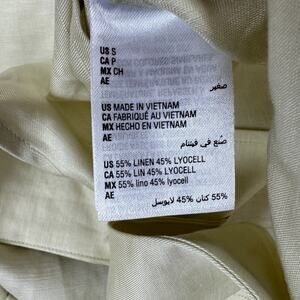 US S
CA P
MX CH
AE
صغير
US MADE IN VIETNAM
CA FABRIQUÉ AU VIETNAM
MX HECHO EN VIETNAM
AE
صنع في فيتنام
US 55% LINEN 45% LYOCELL
CA 55% LIN 45% LYOCELL
MX 55% lino 45% lyocell
AE
55% كتان 45% لايوسل